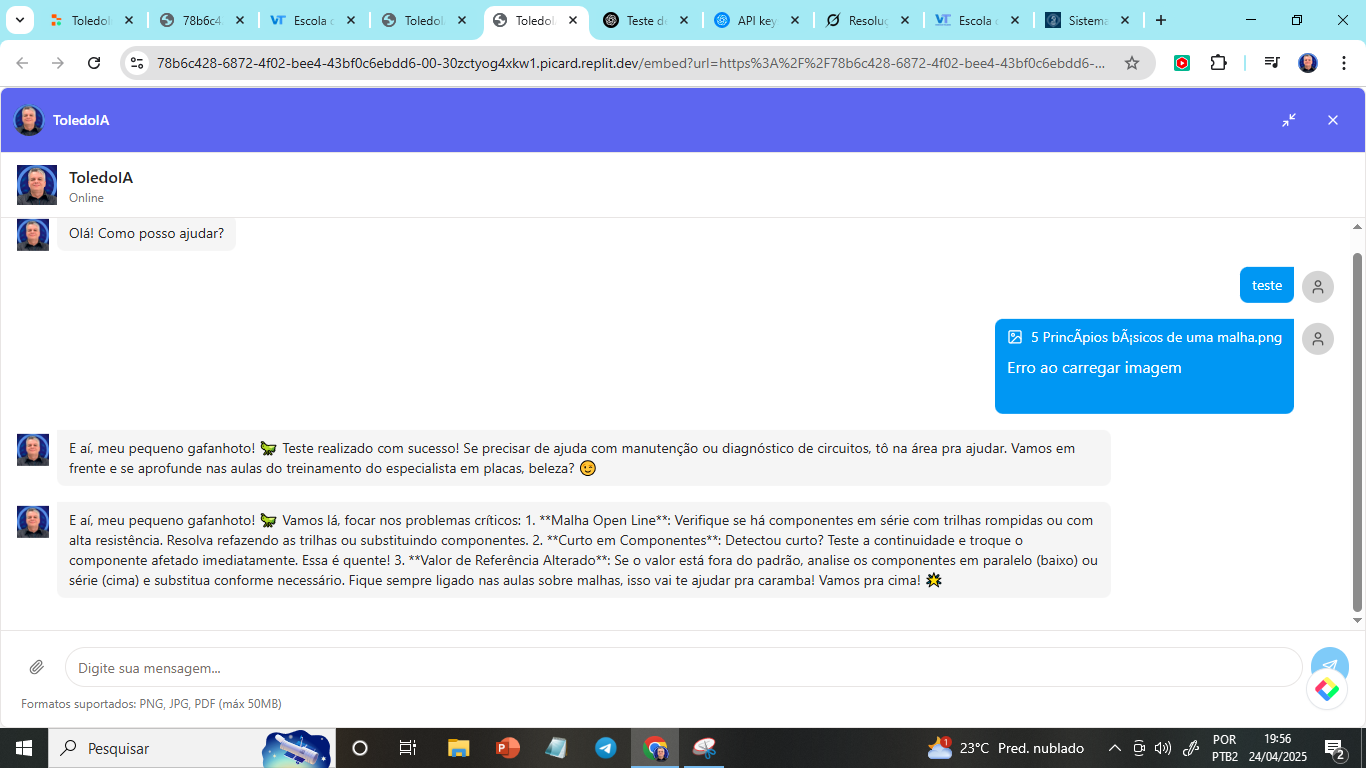 Toledol
78b6c4
Escola d
Toledol
Toledol
Teste de
API key
Resoluç
Escola d
Sistema
78b6c428-6872-4f02-bee4-43bf0c6ebdd6-00-30zctyog4xkw1.picard.replit.dev/embed?url=https%3A%2F%2F78b6c428-6872-4f02-bee4-43bf0c6ebdd6-...
ToledoIA
ToledoIA
Online
Olá! Como posso ajudar?
teste
5 PrincÃpios bÃ¡sicos de uma malha.png
Erro ao carregar imagem
E aí, meu pequeno gafanhoto! 🦗 Teste realizado com sucesso! Se precisar de ajuda com manutenção ou diagnóstico de circuitos, tô na área pra ajudar. Vamos em
frente e se aprofunde nas aulas do treinamento do especialista em placas, beleza? 😉
E aí, meu pequeno gafanhoto! 🦗 Vamos lá, focar nos problemas críticos: 1. **Malha Open Line**: Verifique se há componentes em série com trilhas rompidas ou com
alta resistência. Resolva refazendo as trilhas ou substituindo componentes. 2. **Curto em Componentes**: Detectou curto? Teste a continuidade e troque o
componente afetado imediatamente. Essa é quente! 3. **Valor de Referência Alterado**: Se o valor está fora do padrão, analise os componentes em paralelo (baixo) ou
série (cima) e substitua conforme necessário. Fique sempre ligado nas aulas sobre malhas, isso vai te ajudar pra caramba! Vamos pra cima! 🌟
Digite sua mensagem...
Formatos suportados: PNG, JPG, PDF (máx 50MB)
Pesquisar
1
23°C Pred. nublado
POR
PTB2
19:56
24/04/2025
2